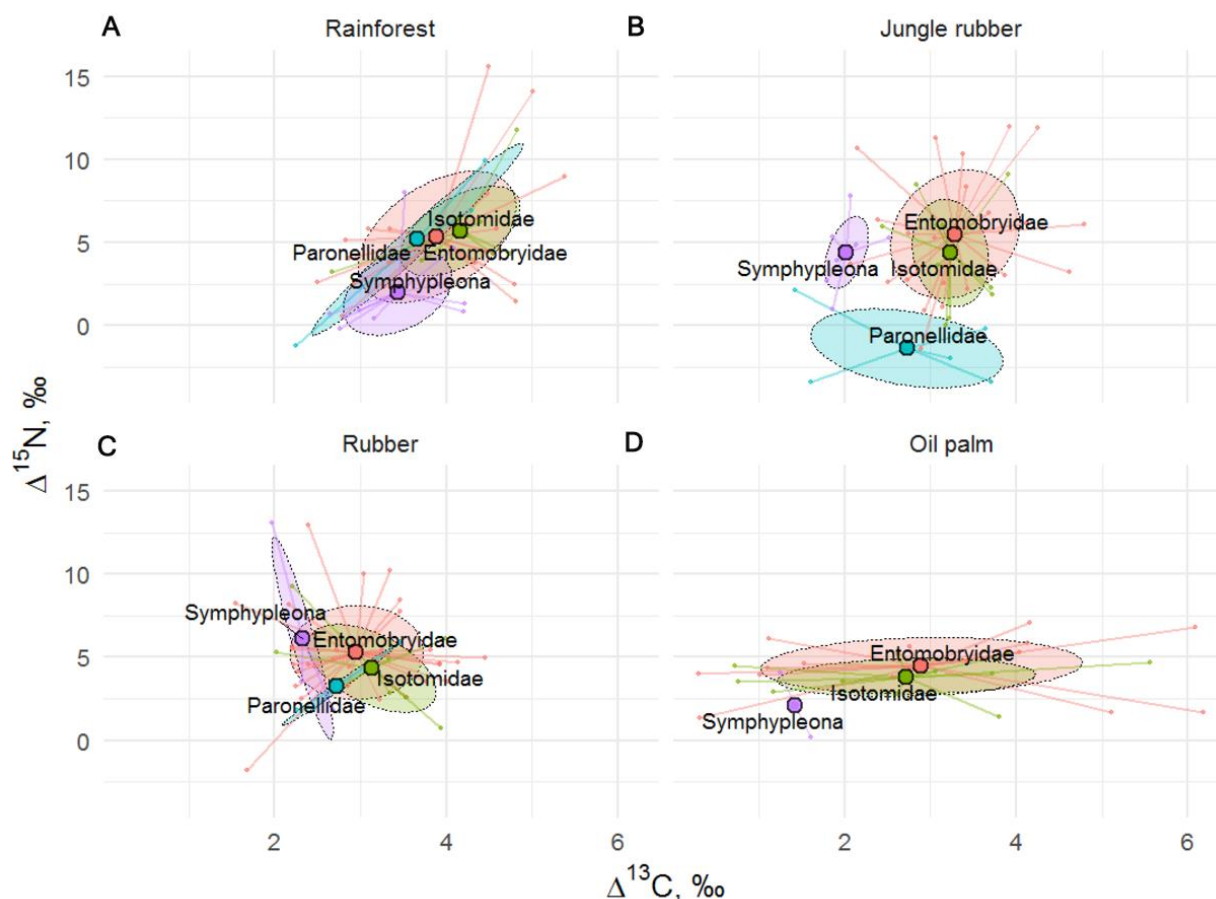 A
Rainforest
B
Jungle rubber
15
10
5
0
Isotomidae
Paronellidae
Entomobryidae
Symphypleona
Entomobryidae
Symphypleona
Isotomidae
Paronellidae
Δ15N, ‰
C
Rubber
D
Oil palm
15
10
5
0
Symphypleona
Entomobryidae
Isotomidae
Paronellidae
Entomobryidae
Isotomidae
Symphypleona
2 4 6
2 4 6
Δ13C, ‰